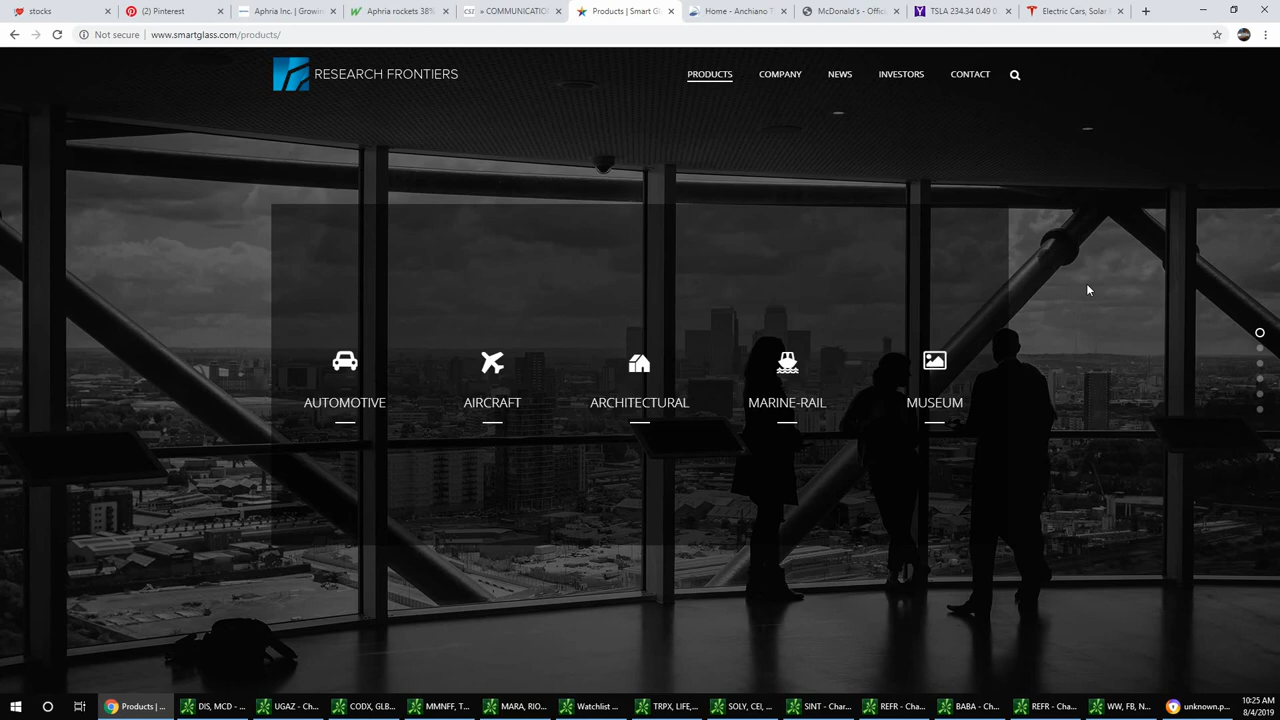 stocks
(2) Pinterest
Aphria Inc. | Growin
Aphria rockets 38%
» COMMUNICATIO
Products | Smart Gl
Home - Anchiano T
McDonald's - Offic
TSLA 234.34 0.49 0.
Electric Cars, Solar
Not secure | www.smartglass.com/products/
RESEARCH FRONTIERS
PRODUCTS COMPANY NEWS INVESTORS CONTACT
AUTOMOTIVE AIRCRAFT ARCHITECTURAL MARINE-RAIL MUSEUM
Products | ...
DIS, MCD - ...
UGAZ - Ch...
CODX, GLB...
MMNFF, T...
MARA, RIO...
Watchlist ...
TRPX, LIFE,...
SOLY, CEI, ...
SINT - Char...
REFR - Cha...
BABA - Ch...
REFR - Cha...
WW, FB, N...
unknown.p...
10:25 AM
8/4/2019